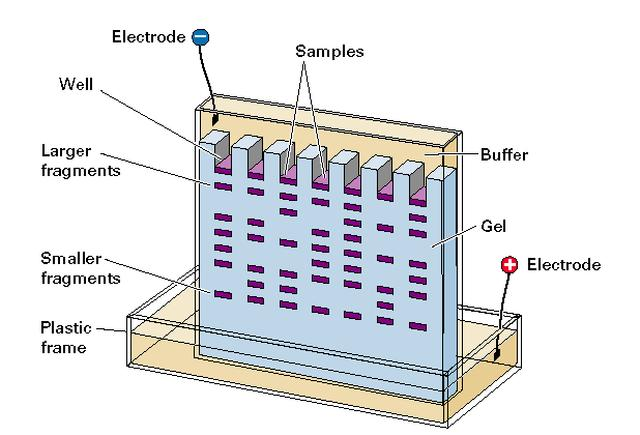 Electrode −
Samples
Well
Larger
fragments
Buffer
Gel
Smaller
fragments
+ Electrode
Plastic
frame